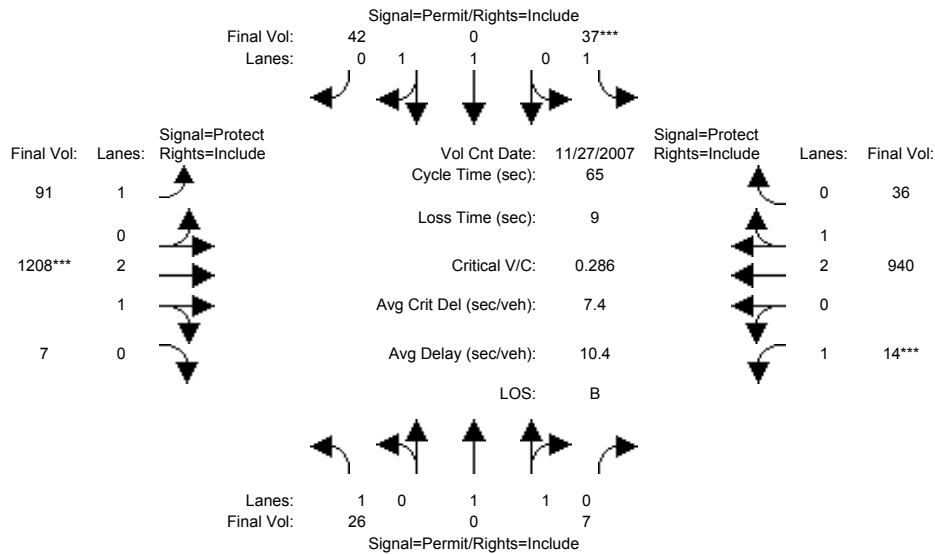 Signal=Permit/Rights=Include
Final Vol: 42 0 37***
Lanes: 0 1 1 0 1
Signal=Protect Signal=Protect
Final Vol: Lanes: Rights=Include Vol Cnt Date: 11/27/2007 Rights=Include Lanes: Final Vol:
Cycle Time (sec): 65
91 1 0 36
Loss Time (sec): 9
0 1
1208*** 2 Critical V/C: 0.286 2 940
1 Avg Crit Del (sec/veh): 7.4 0
7 0 Avg Delay (sec/veh): 10.4 1 14***
LOS: B
Lanes: 1 0 1 1 0
Final Vol: 26 0 7
Signal=Permit/Rights=Include